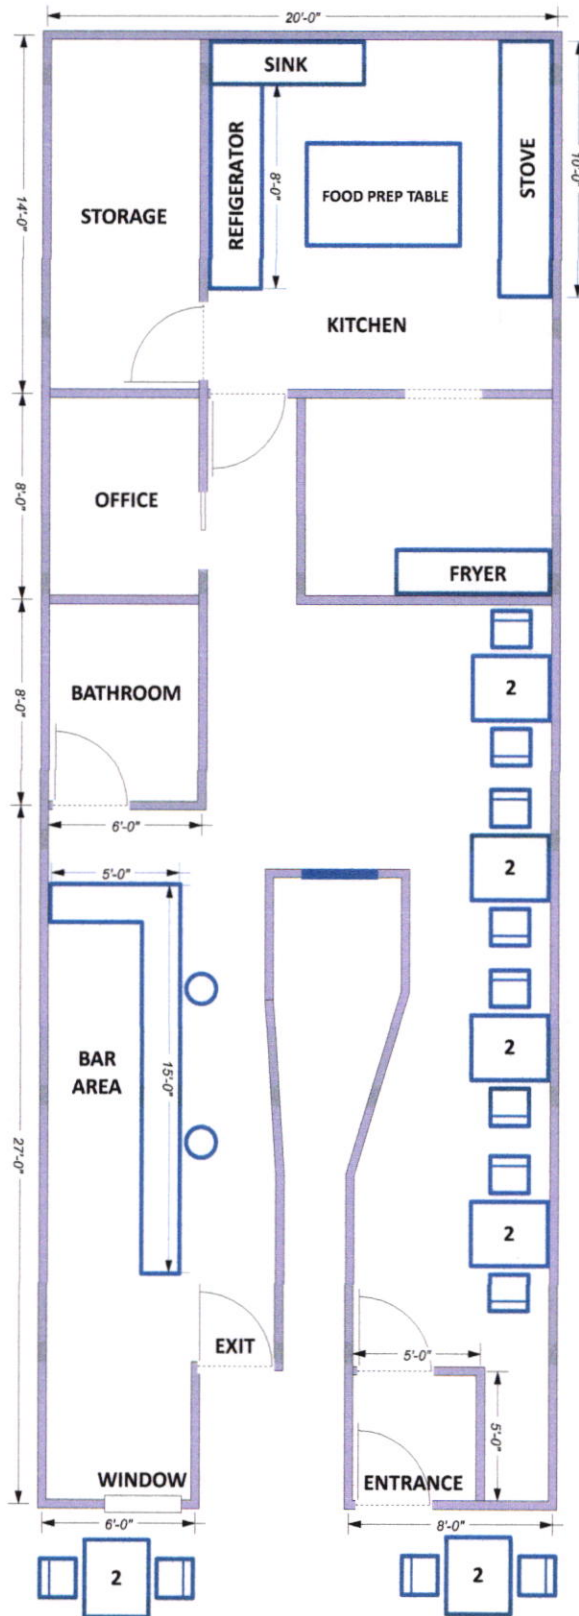 20'-0"
SINK
STORAGE
14'-0"
REFIGERATOR
8'-0"
FOOD PREP TABLE
STOVE
10'-0"
KITCHEN
OFFICE
8'-0"
FRYER
BATHROOM
8'-0"
2
6'-0"
5'-0"
2
BAR
AREA
15'-0"
2
27'-0"
2
EXIT
5'-0"
5'-0"
WINDOW
ENTRANCE
6'-0"
8'-0"
2
2